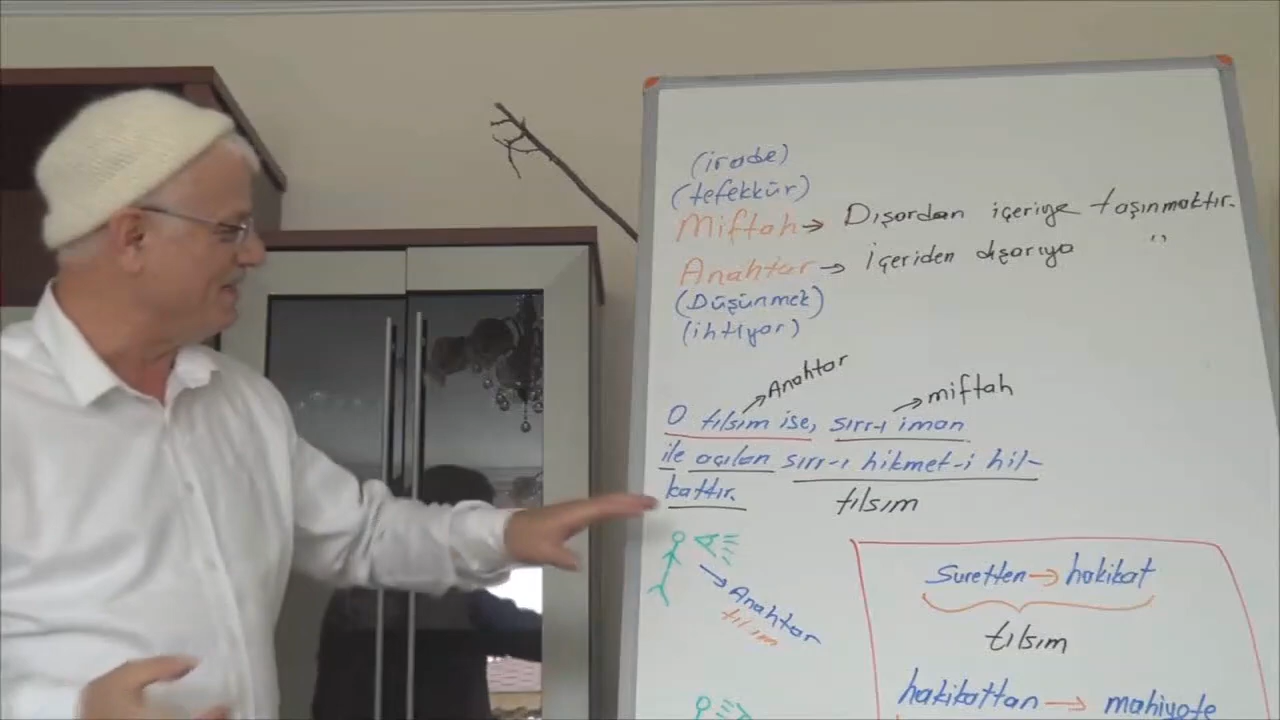 (irade)
(tefekkür)
Miftah → Dışardan içeriye taşınmaktır.
Anahtar → İçeriden dışarıya "
(Düşünmek)
(ihtiyar)
Anahtar
miftah
O tılsım ise, sırr-ı iman
ile açılan sırr-ı hikmet-i hil-
kattır.
tılsım
Anahtar
tılsım
Suretten → hakikat
tılsım
hakikattan → mahiyete